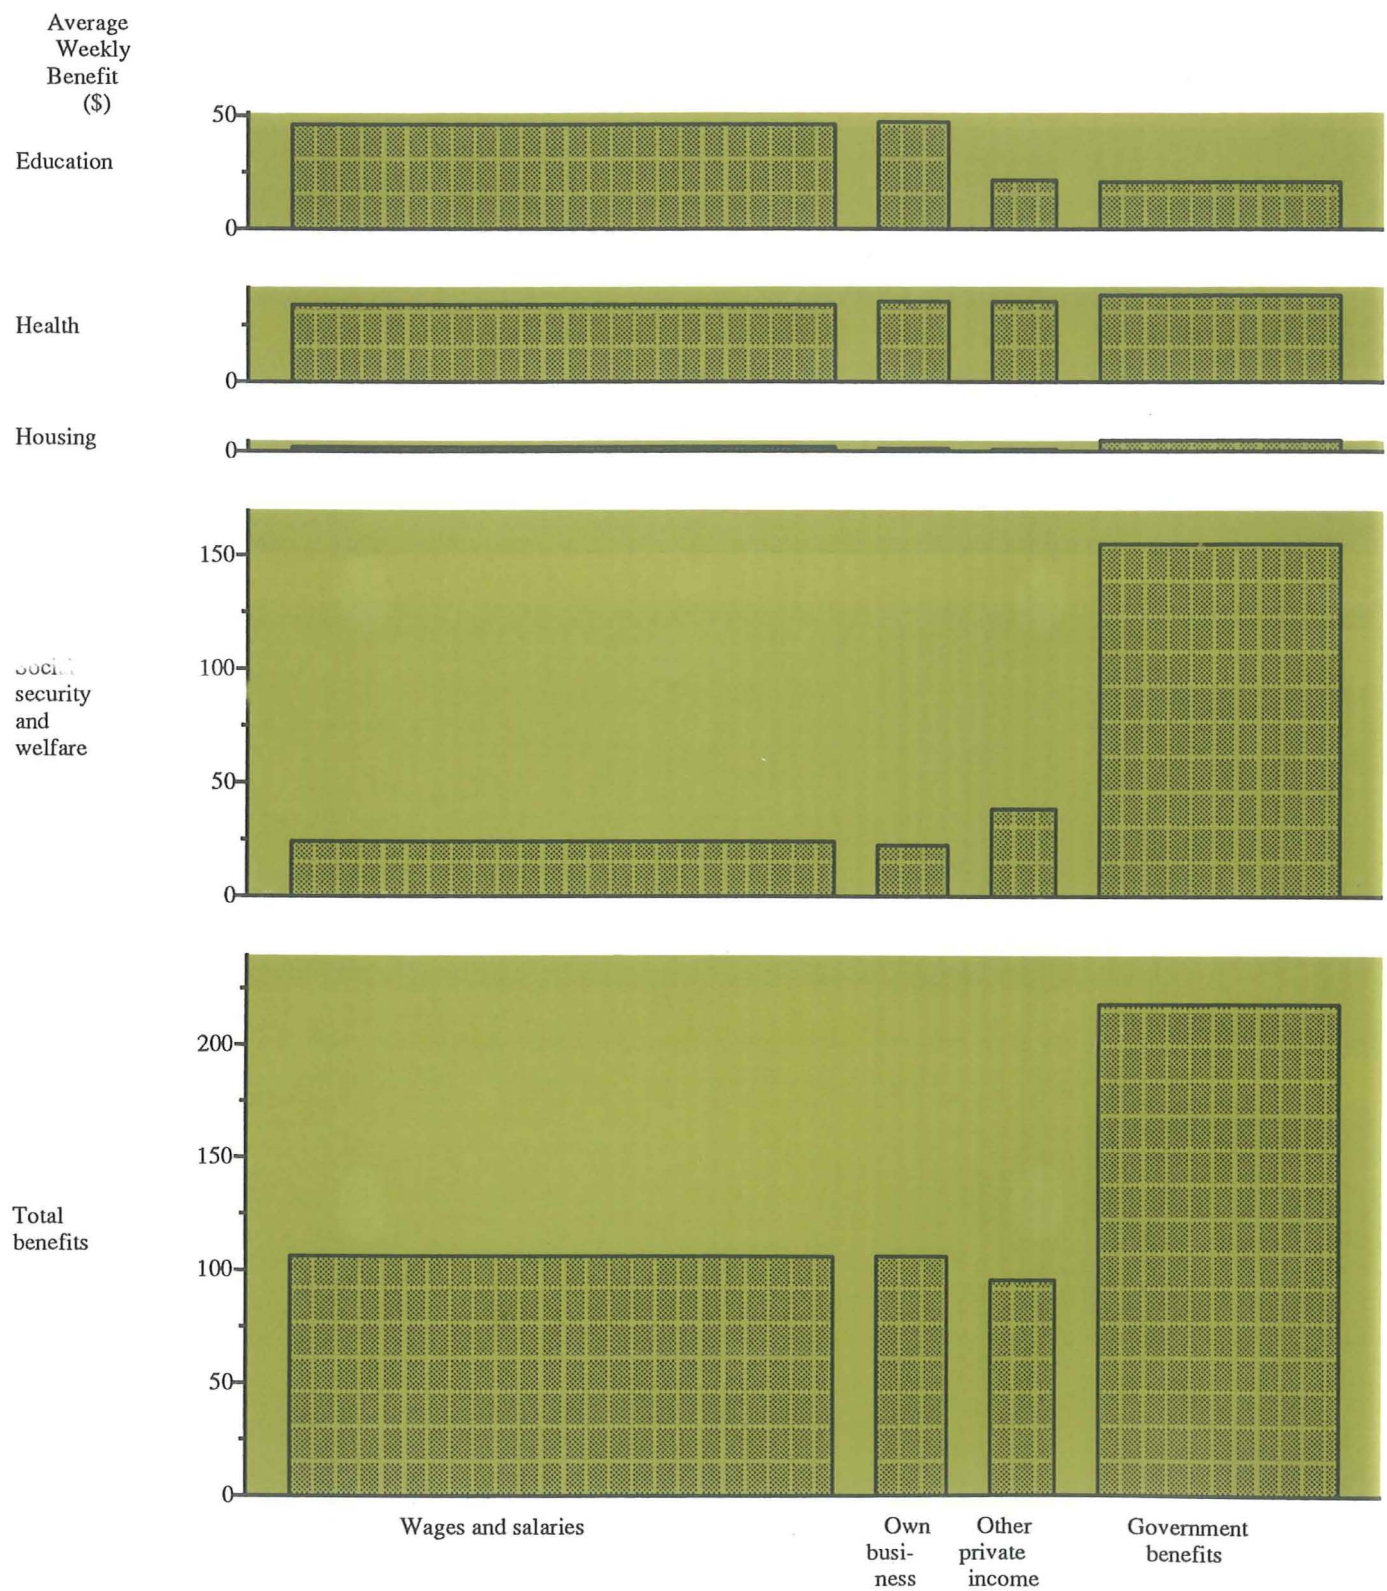 Average
Weekly
Benefit
($)
50
Education
0
Health
0
Housing
0
150
100
security
and
welfare
50
0
200
150
Total
benefits
100
50
0
Wages and salaries
Own
busi-
ness
Other
private
income
Government
benefits